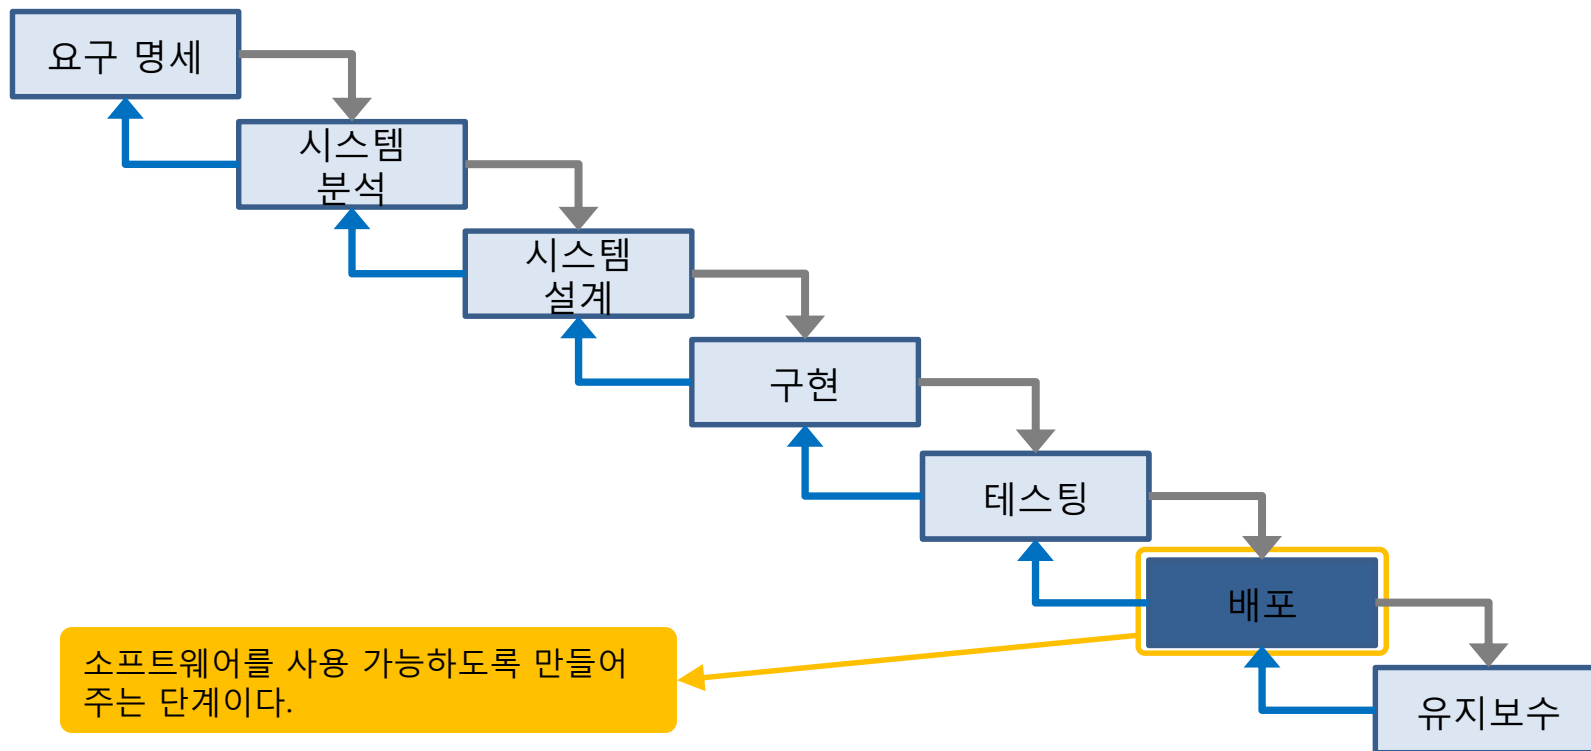 요구 명세
시스템
분석
시스템
설계
구현
테스팅
배포
소프트웨어를 사용 가능하도록 만들어
주는 단계이다.
유지보수